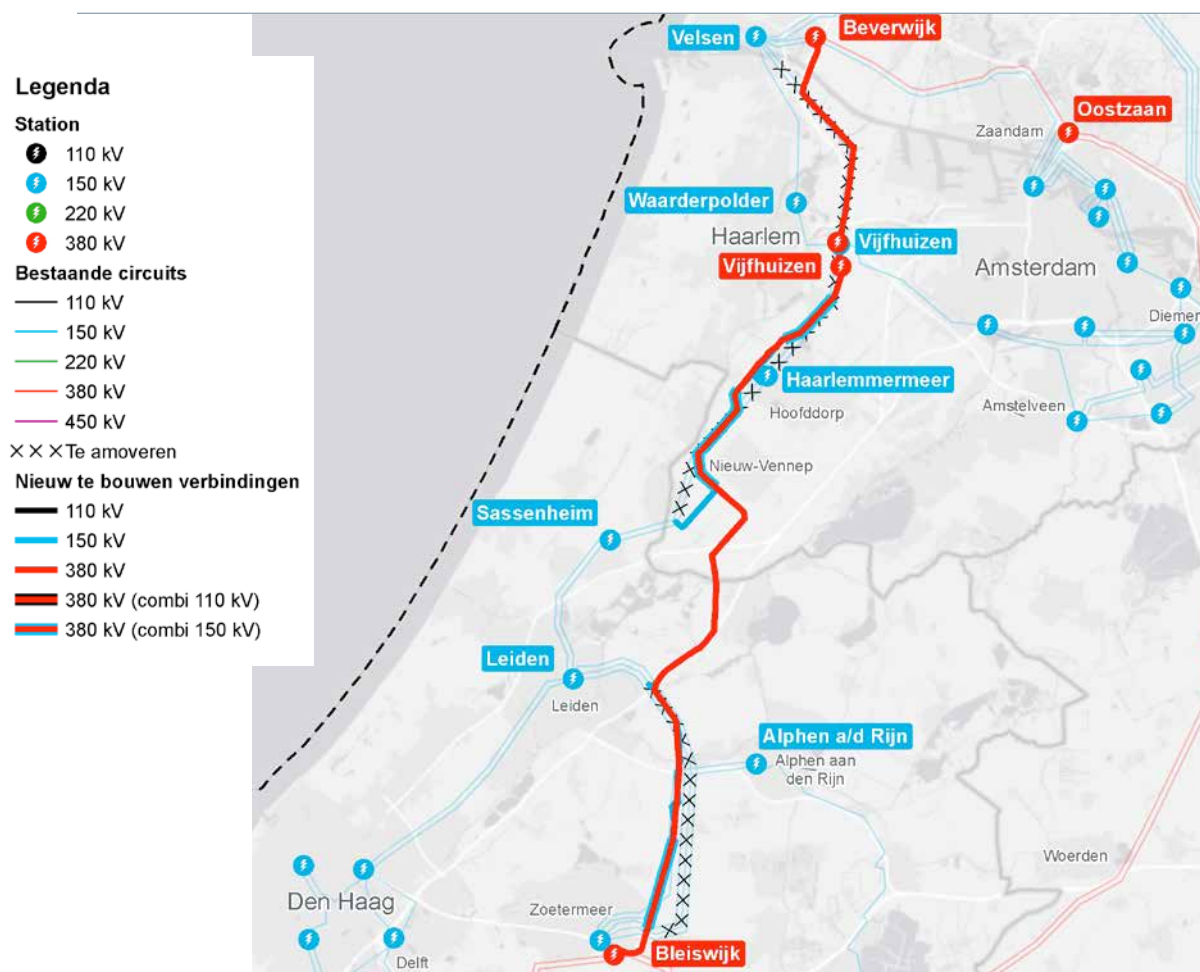 Legenda
Station
110 kV
150 kV
220 kV
380 kV
Bestaande circuits
110 kV
150 kV
220 kV
380 kV
450 kV
Te amoveren
Nieuw te bouwen verbindingen
110 kV
150 kV
380 kV
380 kV (combi 110 kV)
380 kV (combi 150 kV)
Velsen
Beverwijk
Oostzaan
Zaandam
Waarderpolder
Haarlem
Vijfhuizen
Vijfhuizen
Amsterdam
Diemen
Haarlemmermeer
Hoofddorp
Amstelveen
Nieuw-Vennep
Sassenheim
Leiden
Leiden
Alphen a/d Rijn
Alphen aan
den Rijn
Woerden
Den Haag
Zoetermeer
Bleiswijk
Delft